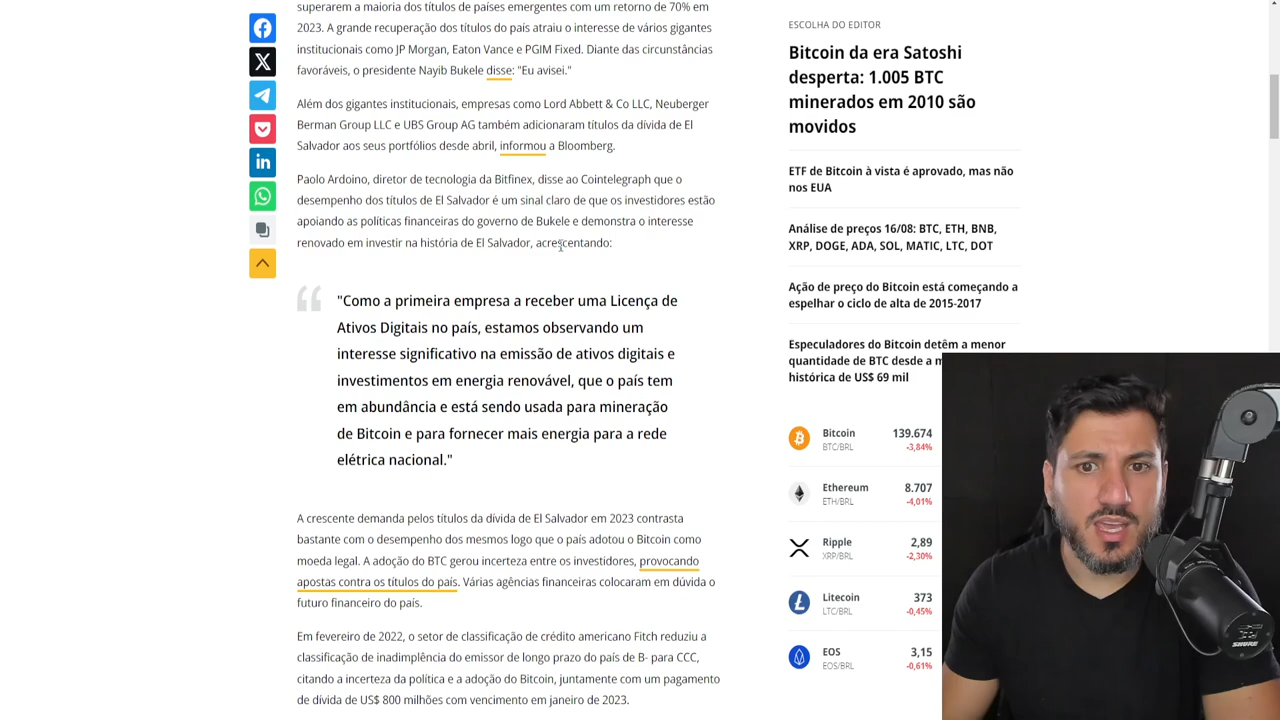 superarem a maioria dos títulos de países emergentes com um retorno de 70% em
2023. A grande recuperação dos títulos do país atraiu o interesse de vários gigantes
institucionais como JP Morgan, Eaton Vance e PGIM Fixed. Diante das circunstâncias
favoráveis, o presidente Nayib Bukele disse: "Eu avisei."
Além dos gigantes institucionais, empresas como Lord Abbett & Co LLC, Neuberger
Berman Group LLC e UBS Group AG também adicionaram títulos da dívida de El
Salvador aos seus portfólios desde abril, informou a Bloomberg.
Paolo Ardoino, diretor de tecnologia da Bitfinex, disse ao Cointelegraph que o
desempenho dos títulos de El Salvador é um sinal claro de que os investidores estão
apoiando as políticas financeiras do governo de Bukele e demonstra o interesse
renovado em investir na história de El Salvador, acrescentando:
"Como a primeira empresa a receber uma Licença de
Ativos Digitais no país, estamos observando um
interesse significativo na emissão de ativos digitais e
investimentos em energia renovável, que o país tem
em abundância e está sendo usada para mineração
de Bitcoin e para fornecer mais energia para a rede
elétrica nacional."
A crescente demanda pelos títulos da dívida de El Salvador em 2023 contrasta
bastante com o desempenho dos mesmos logo que o país adotou o Bitcoin como
moeda legal. A adoção do BTC gerou incerteza entre os investidores, provocando
apostas contra os títulos do país. Várias agências financeiras colocaram em dúvida o
futuro financeiro do país.
Em fevereiro de 2022, o setor de classificação de crédito americano Fitch reduziu a
classificação de inadimplência do emissor de longo prazo do país de B- para CCC,
citando a incerteza da política e a adoção do Bitcoin, juntamente com um pagamento
de dívida de US$ 800 milhões com vencimento em janeiro de 2023.
ESCOLHA DO EDITOR
Bitcoin da era Satoshi
desperta: 1.005 BTC
minerados em 2010 são
movidos
ETF de Bitcoin à vista é aprovado, mas não
nos EUA
Análise de preços 16/08: BTC, ETH, BNB,
XRP, DOGE, ADA, SOL, MATIC, LTC, DOT
Ação de preço do Bitcoin está começando a
espelhar o ciclo de alta de 2015-2017
Especuladores do Bitcoin detêm a menor
quantidade de BTC desde a
histórica de US$ 69 mil
Bitcoin 139.674
BTC/BRL -3,84%
Ethereum 8.707
ETH/BRL -4,01%
Ripple 2,89
XRP/BRL -2,30%
Litecoin 373
LTC/BRL -0,45%
EOS 3,15
EOS/BRL -0,61%
SHURE